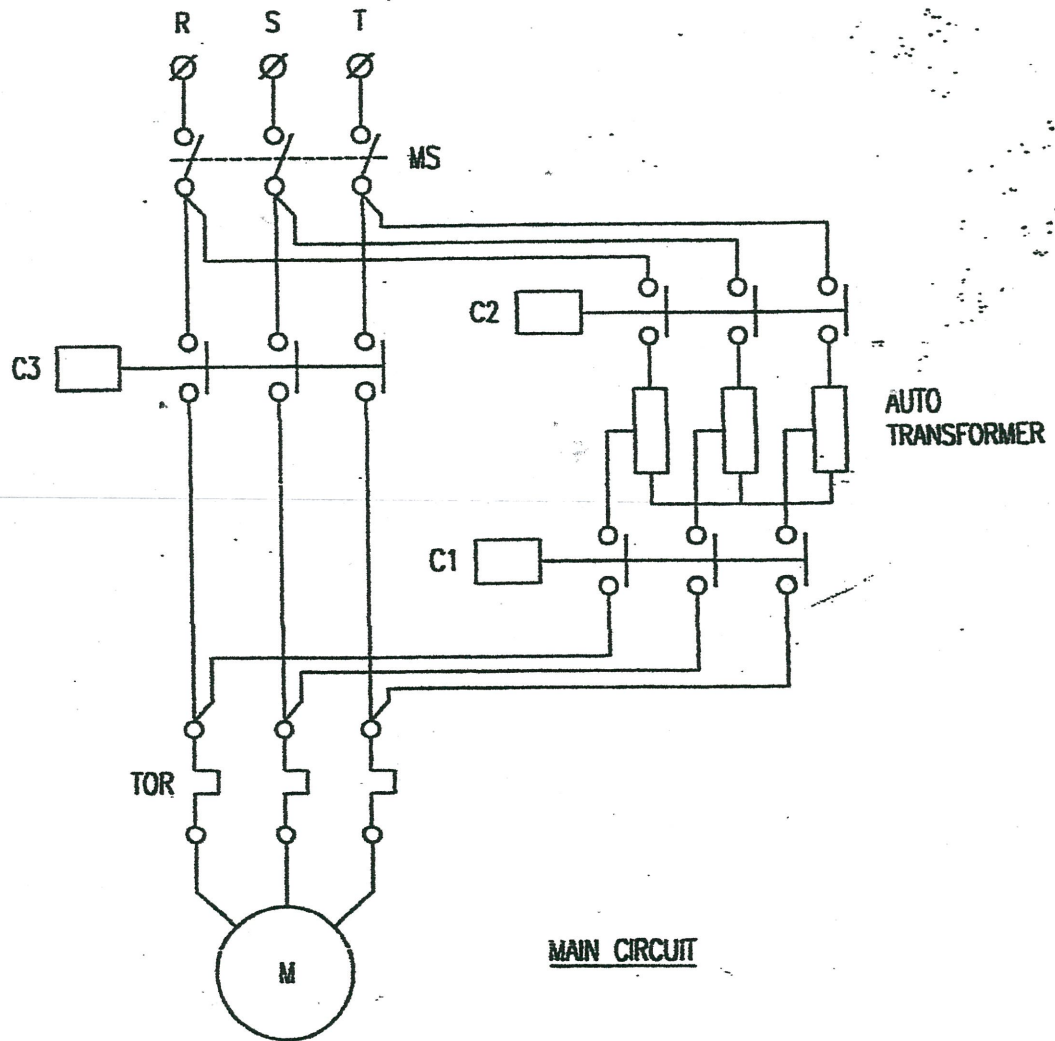 R S T
MS
C2
C3
AUTO
TRANSFORMER
C1
TOR
M
MAIN CIRCUIT